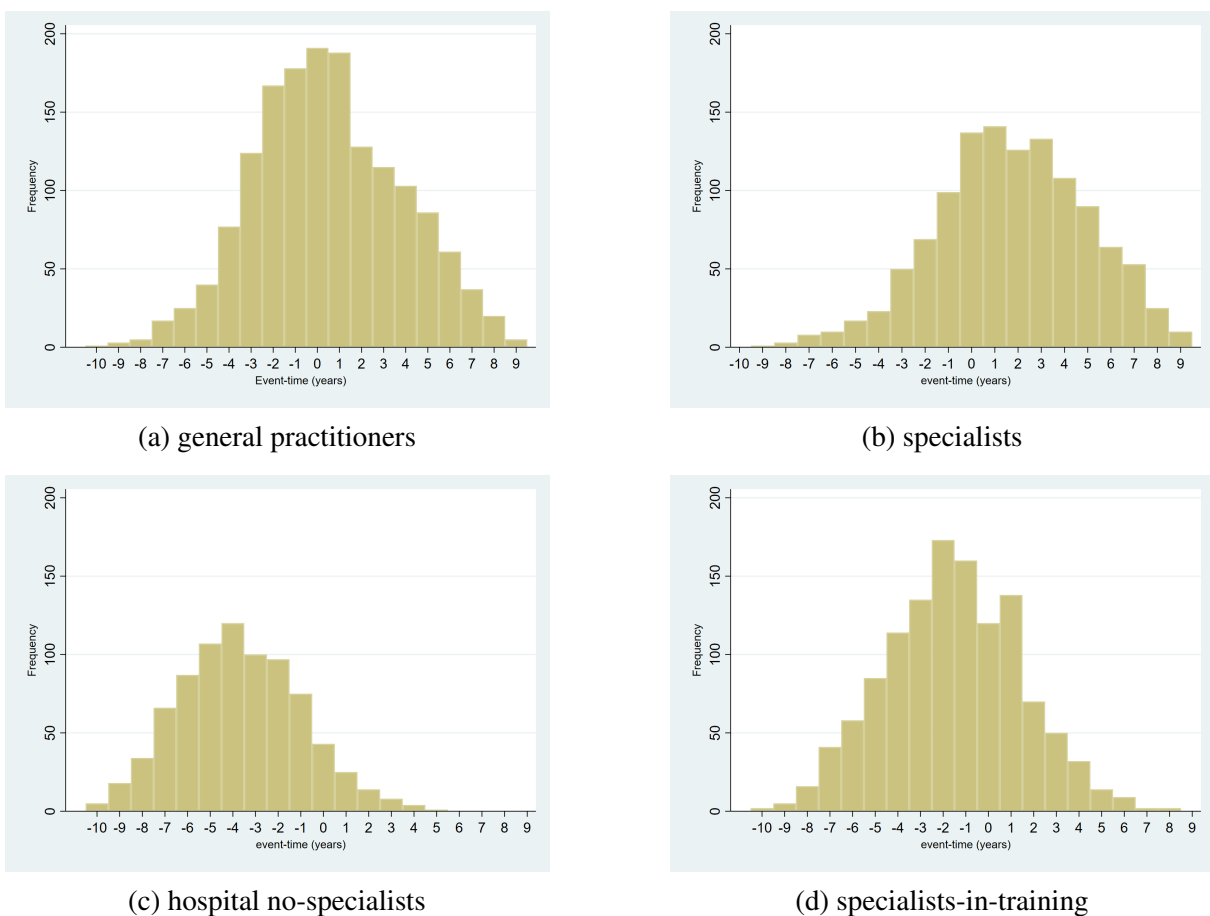 200
150
100
50
0
Frequency
-10 -9 -8 -7 -6 -5 -4 -3 -2 -1 0 1 2 3 4 5 6 7 8 9
Event-time (years)
(a) general practitioners
200
150
100
50
0
Frequency
-10 -9 -8 -7 -6 -5 -4 -3 -2 -1 0 1 2 3 4 5 6 7 8 9
event-time (years)
(b) specialists
200
150
100
50
0
Frequency
-10 -9 -8 -7 -6 -5 -4 -3 -2 -1 0 1 2 3 4 5 6 7 8 9
event-time (years)
(c) hospital no-specialists
200
150
100
50
0
Frequency
-10 -9 -8 -7 -6 -5 -4 -3 -2 -1 0 1 2 3 4 5 6 7 8 9
event-time (years)
(d) specialists-in-training